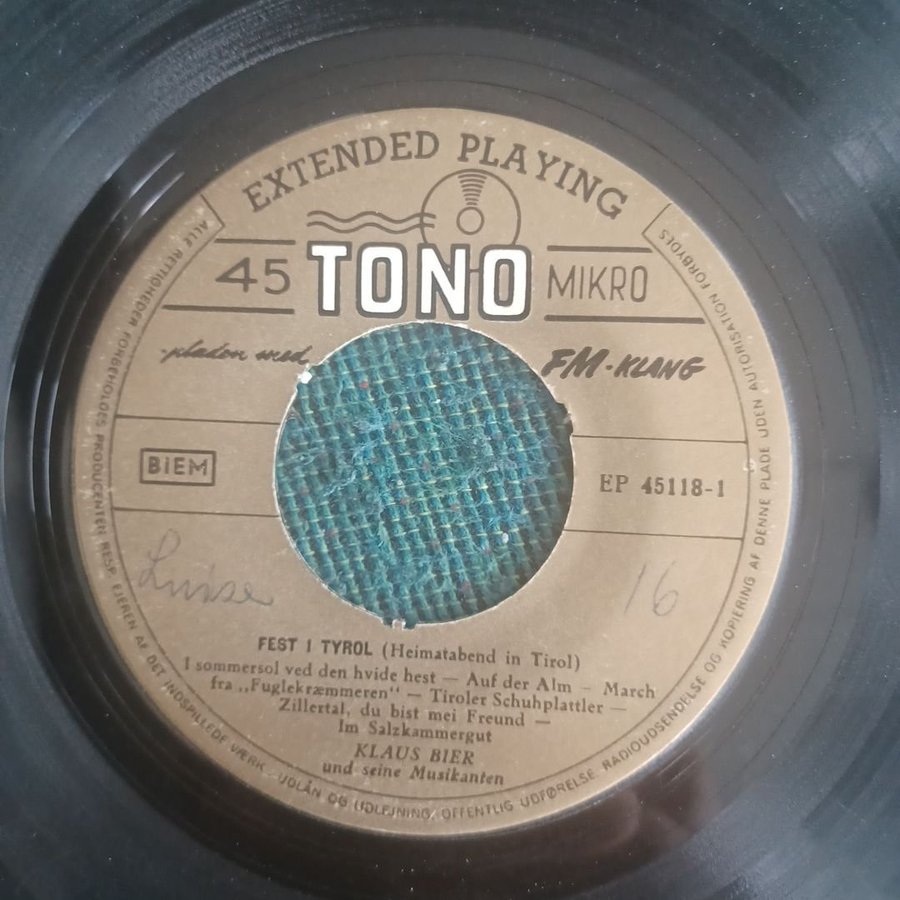 EXTENDED PLAYING
45 TONO MIKRO
pladen med FM-KLANG
BIEM
EP 45118-1
Luise 16
FEST I TYROL (Heimatabend in Tirol)
I sommersol ved den hvide hest — Auf der Alm — March
fra „Fuglekræmmeren“ — Tiroler Schuhplattler —
Zillertal, du bist mei Freund —
Im Salzkammergut
KLAUS BIER
und seine Musikanten
ALLE RETTIGHEDER FORBEHOLDES PRODUCENTEN RESP. EJEREN AF DET INDSPILLEDE VÆRK. UDLÅN OG UDLEJNING, OFFENTLIG UDFØRELSE, RADIOUDSENDELSE OG KOPIERING AF DENNE PLADE UDEN AUTORISATION FORBYDES